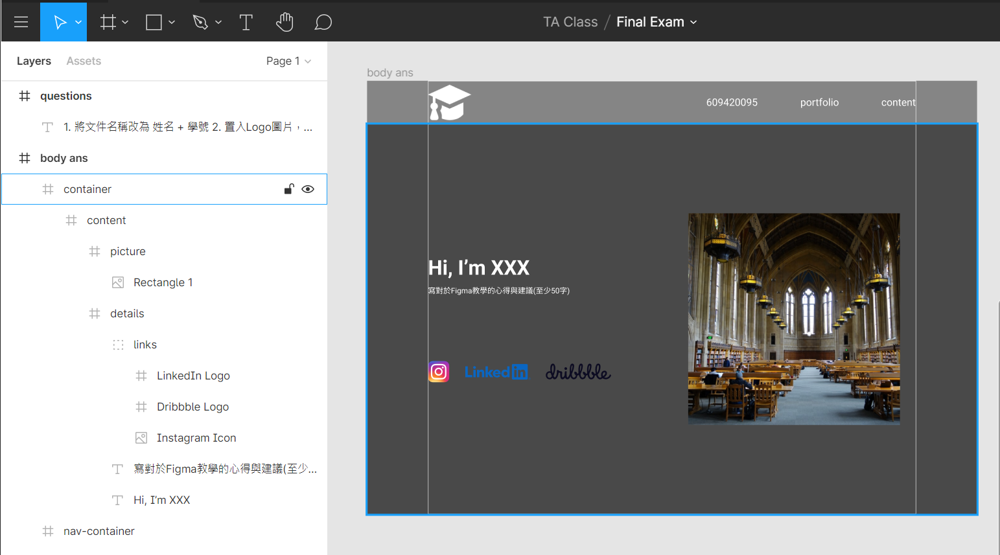 TA Class / Final Exam
Layers Assets Page 1
questions
1. 將文件名稱改為 姓名 + 學號 2. 置入Logo圖片，...
body ans
container
content
picture
Rectangle 1
details
links
LinkedIn Logo
Dribbble Logo
Instagram Icon
寫對於Figma教學的心得與建議(至少...
Hi, I’m XXX
nav-container
body ans
609420095 portfolio content
Hi, I’m XXX
寫對於Figma教學的心得與建議(至少50字)
Linkedin dribbble